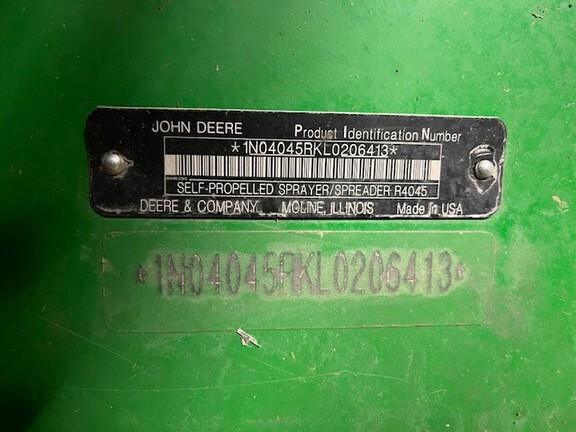 JOHN DEERE Product Identification Number
*1N04045RKL0206413*
SELF-PROPELLED SPRAYER/SPREADER R4045
DEERE & COMPANY MOLINE, ILLINOIS Made In USA
*1N04045RKL0206413*